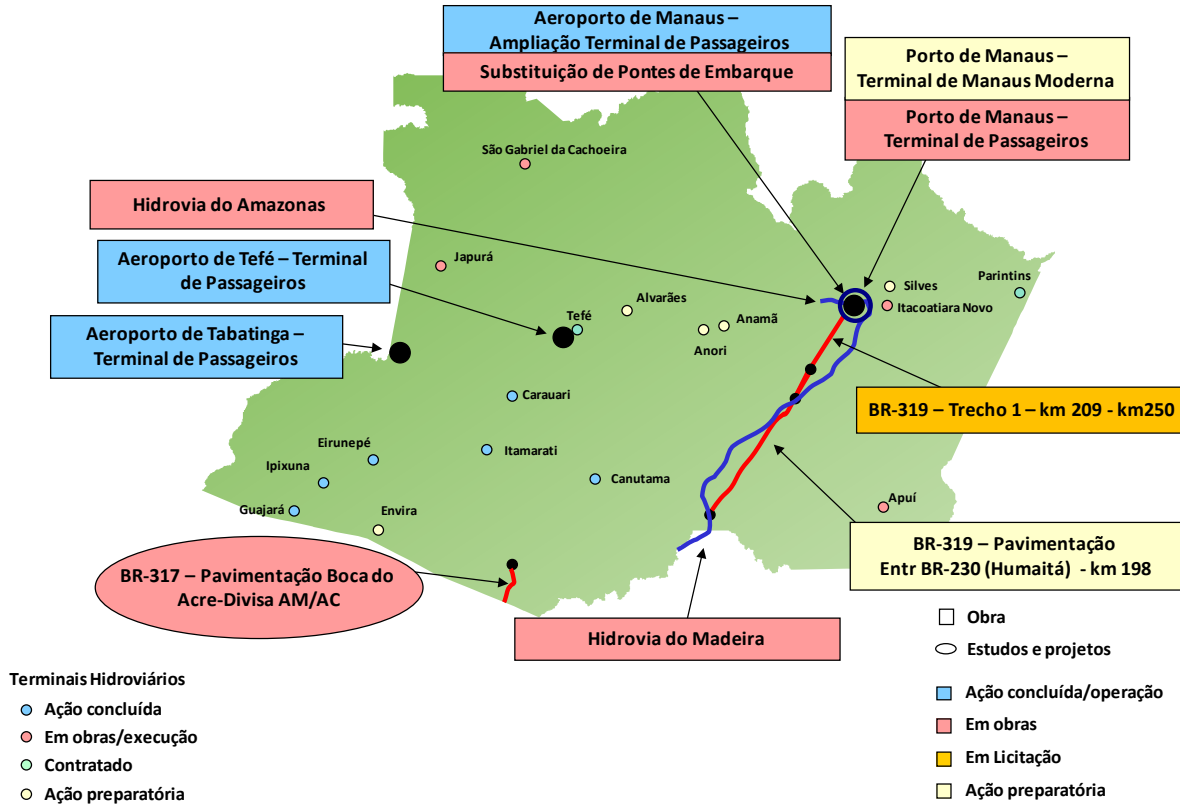 Aeroporto de Manaus –
Ampliação Terminal de Passageiros
Substituição de Pontes de Embarque
Porto de Manaus –
Terminal de Manaus Moderna
Porto de Manaus –
Terminal de Passageiros
São Gabriel da Cachoeira
Hidrovia do Amazonas
Japurá
Aeroporto de Tefé – Terminal
de Passageiros
Alvarães
Silves
Parintins
Itacoatiara Novo
Tefé
Anamã
Anori
Aeroporto de Tabatinga –
Terminal de Passageiros
Carauari
BR-319 – Trecho 1 – km 209 - km250
Eirunepé
Itamarati
Ipixuna
Canutama
Guajará
Envira
Apuí
BR-319 – Pavimentação
Entr BR-230 (Humaitá) - km 198
BR-317 – Pavimentação Boca do
Acre-Divisa AM/AC
Hidrovia do Madeira
Obra
Estudos e projetos
Terminais Hidroviários
Ação concluída
Em obras/execução
Contratado
Ação preparatória
Ação concluída/operação
Em obras
Em Licitação
Ação preparatória